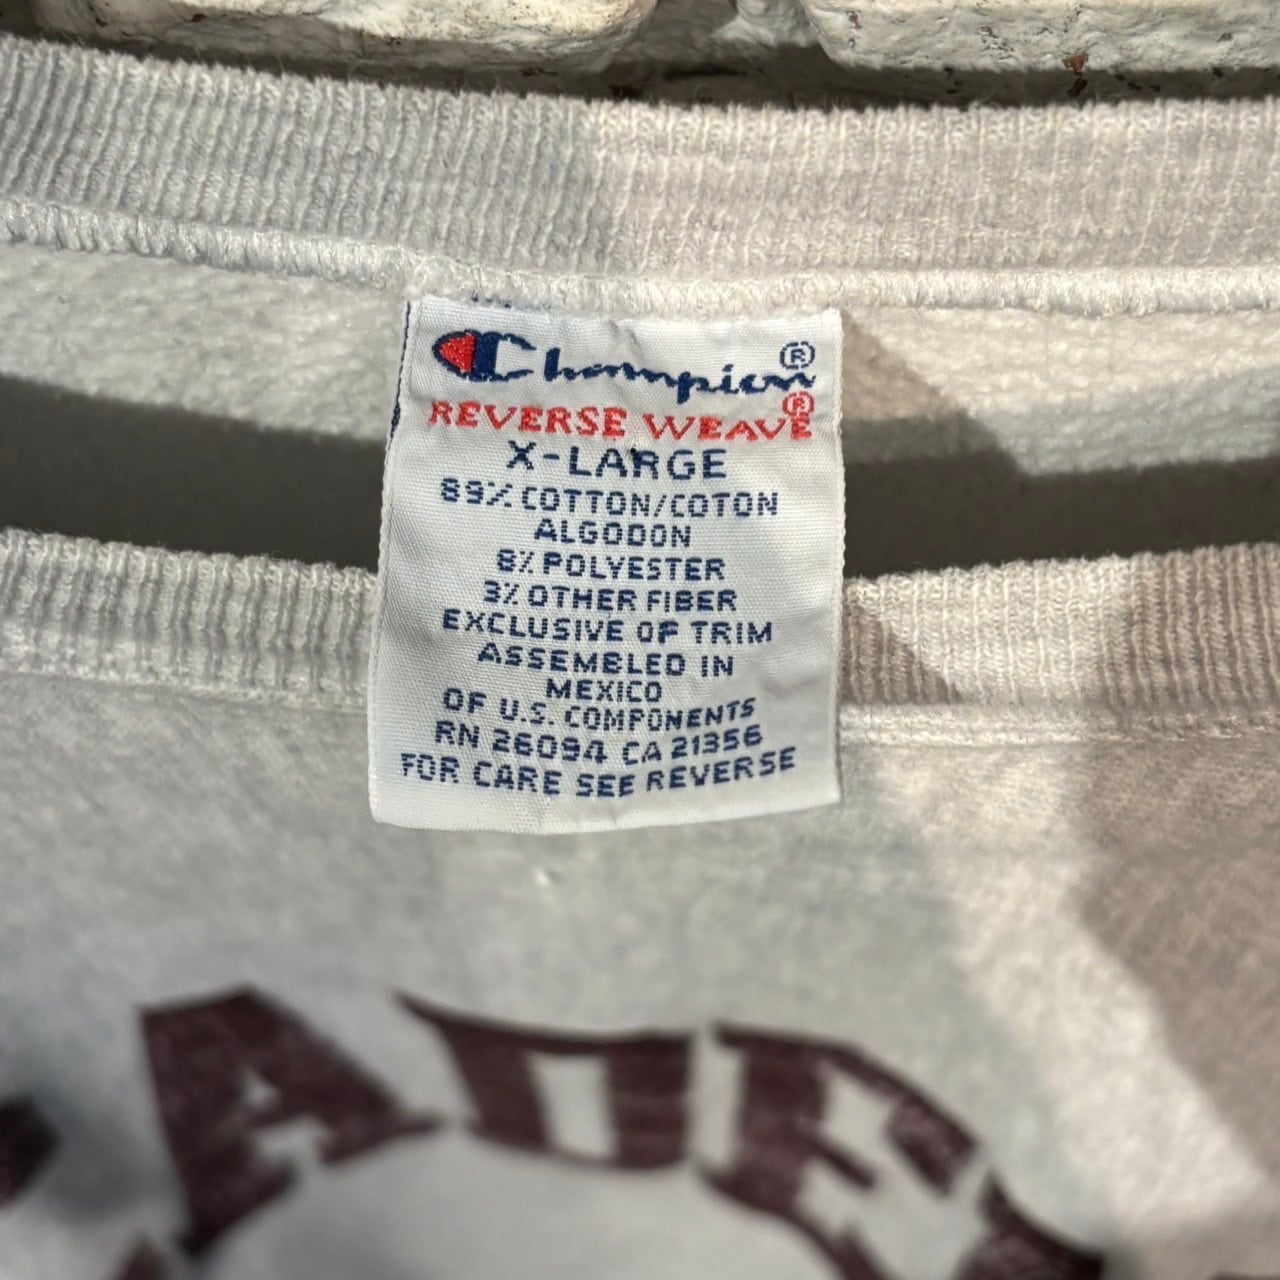 Champion®
REVERSE WEAVE®
X-LARGE
89% COTTON/COTON
ALGODON
8% POLYESTER
3% OTHER FIBER
EXCLUSIVE OF TRIM
ASSEMBLED IN
MEXICO
OF U.S. COMPONENTS
RN 26094 CA 21356
FOR CARE SEE REVERSE